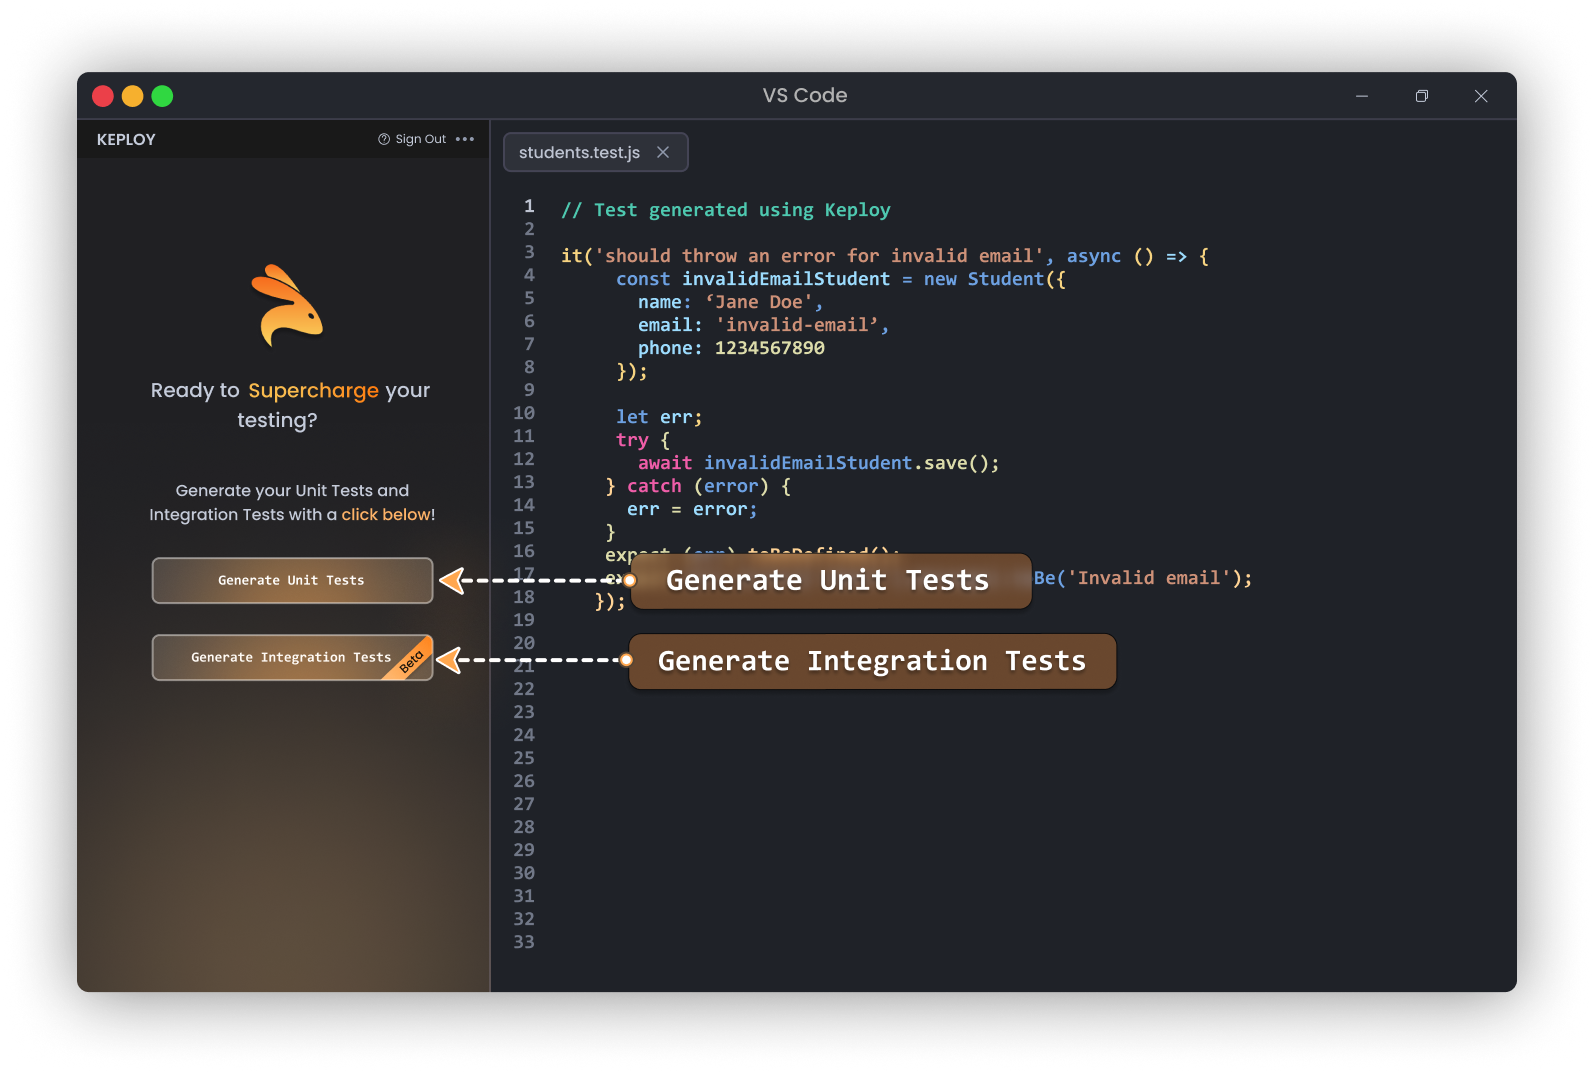 VS Code
KEPLOY
Sign Out
Ready to Supercharge your
testing?
Generate your Unit Tests and
Integration Tests with a click below!
Generate Unit Tests
Generate Integration Tests
Beta
students.test.js
1 // Test generated using Keploy
2
3 it('should throw an error for invalid email', async () => {
4 const invalidEmailStudent = new Student({
5 name: ‘Jane Doe',
6 email: 'invalid-email’,
7 phone: 1234567890
8 });
9
10 let err;
11 try {
12 await invalidEmailStudent.save();
13 } catch (error) {
14 err = error;
15 }
16 expect (err).toBeDefined();
17 Be('Invalid email');
18 });
19
20
21
22
23
24
25
26
27
28
29
30
31
32
33
Generate Unit Tests
Generate Integration Tests